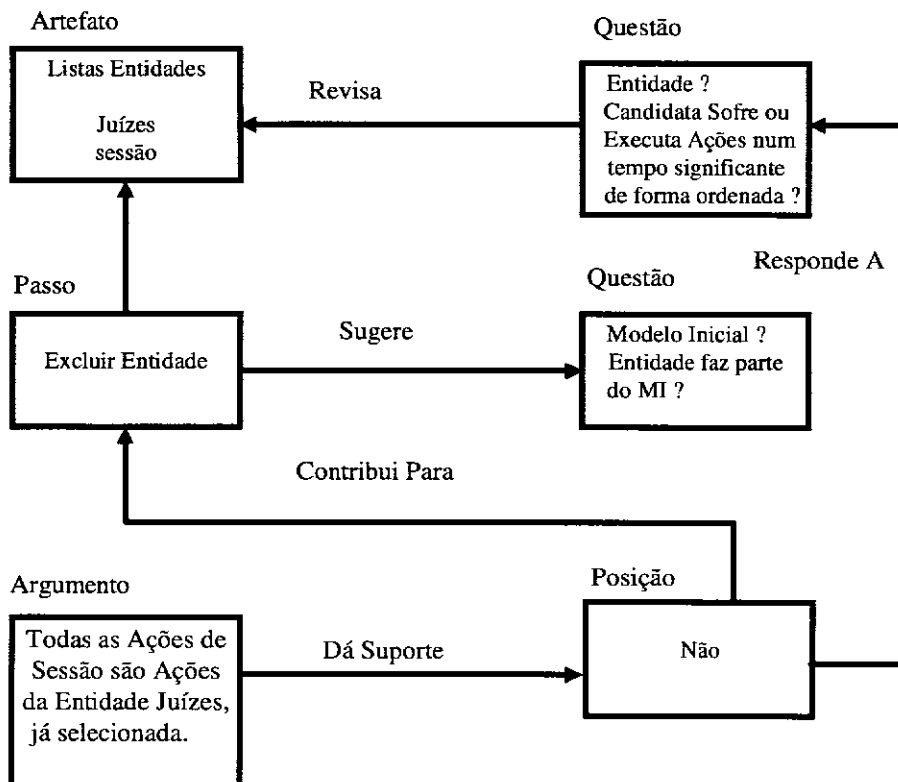 Artefato
Listas Entidades
Juízes
sessão
Revisa
Questão
Entidade ?
Candidata Sofre ou
Executa Ações num
tempo significante
de forma ordenada ?
Responde A
Passo
Excluir Entidade
Sugere
Questão
Modelo Inicial ?
Entidade faz parte
do MI ?
Contribui Para
Argumento
Todas as Ações de
Sessão são Ações
da Entidade Juízes,
já selecionada.
Dá Suporte
Posição
Não